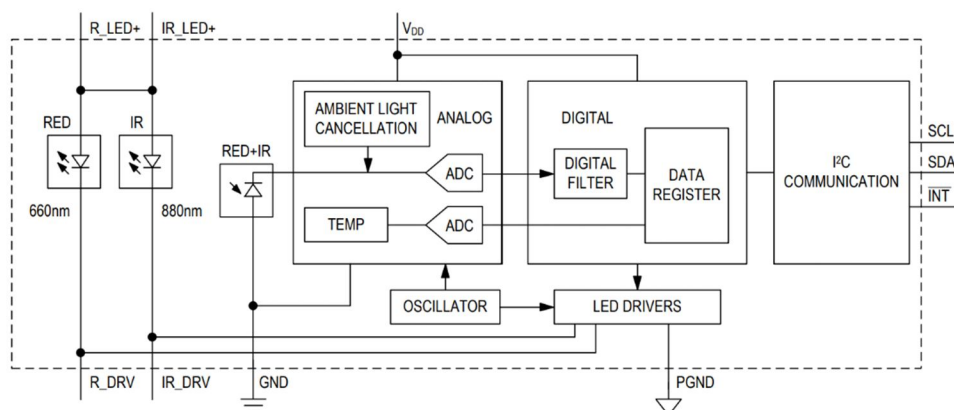 R_LED+ IR_LED+ V_DD
RED IR
660nm 880nm
RED+IR
AMBIENT LIGHT
CANCELLATION
ANALOG
ADC
TEMP
ADC
DIGITAL
DIGITAL
FILTER
DATA
REGISTER
I²C
COMMUNICATION
SCL
SDA
INT
OSCILLATOR
LED DRIVERS
R_DRV IR_DRV GND PGND